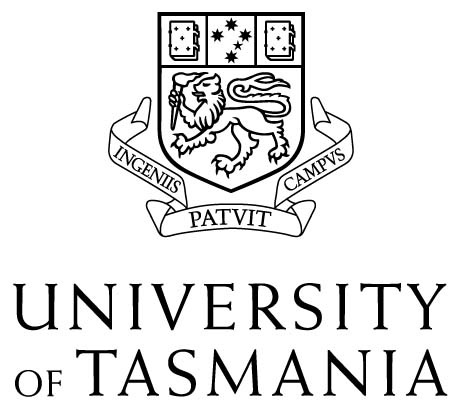 INGENIIS PATVIT CAMPVS
UNIVERSITY
OF TASMANIA